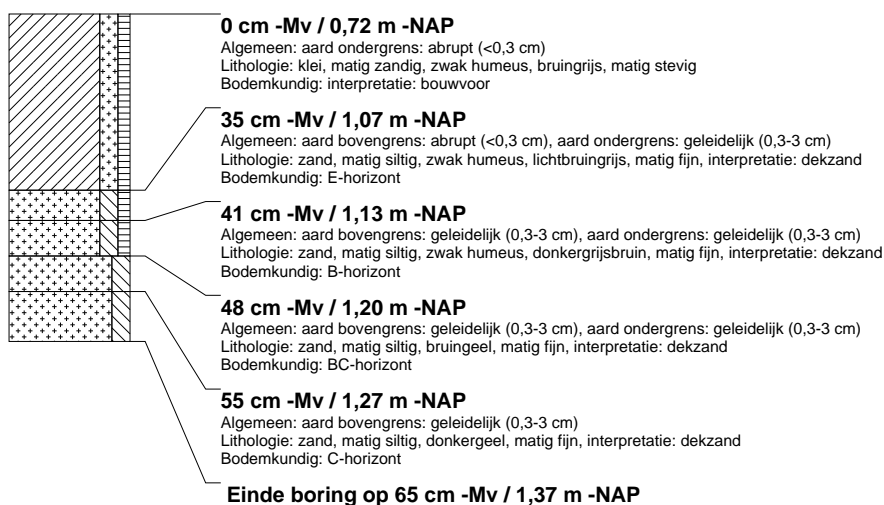 0 cm -Mv / 0,72 m -NAP
Algemeen: aard ondergrens: abrupt (<0,3 cm)
Lithologie: klei, matig zandig, zwak humeus, bruingrijs, matig stevig
Bodemkundig: interpretatie: bouwvoor
35 cm -Mv / 1,07 m -NAP
Algemeen: aard bovengrens: abrupt (<0,3 cm), aard ondergrens: geleidelijk (0,3-3 cm)
Lithologie: zand, matig siltig, zwak humeus, lichtbruingrijs, matig fijn, interpretatie: dekzand
Bodemkundig: E-horizont
41 cm -Mv / 1,13 m -NAP
Algemeen: aard bovengrens: geleidelijk (0,3-3 cm), aard ondergrens: geleidelijk (0,3-3 cm)
Lithologie: zand, matig siltig, zwak humeus, donkergrijsbruin, matig fijn, interpretatie: dekzand
Bodemkundig: B-horizont
48 cm -Mv / 1,20 m -NAP
Algemeen: aard bovengrens: geleidelijk (0,3-3 cm), aard ondergrens: geleidelijk (0,3-3 cm)
Lithologie: zand, matig siltig, bruingeel, matig fijn, interpretatie: dekzand
Bodemkundig: BC-horizont
55 cm -Mv / 1,27 m -NAP
Algemeen: aard bovengrens: geleidelijk (0,3-3 cm)
Lithologie: zand, matig siltig, donkergeel, matig fijn, interpretatie: dekzand
Bodemkundig: C-horizont
Einde boring op 65 cm -Mv / 1,37 m -NAP